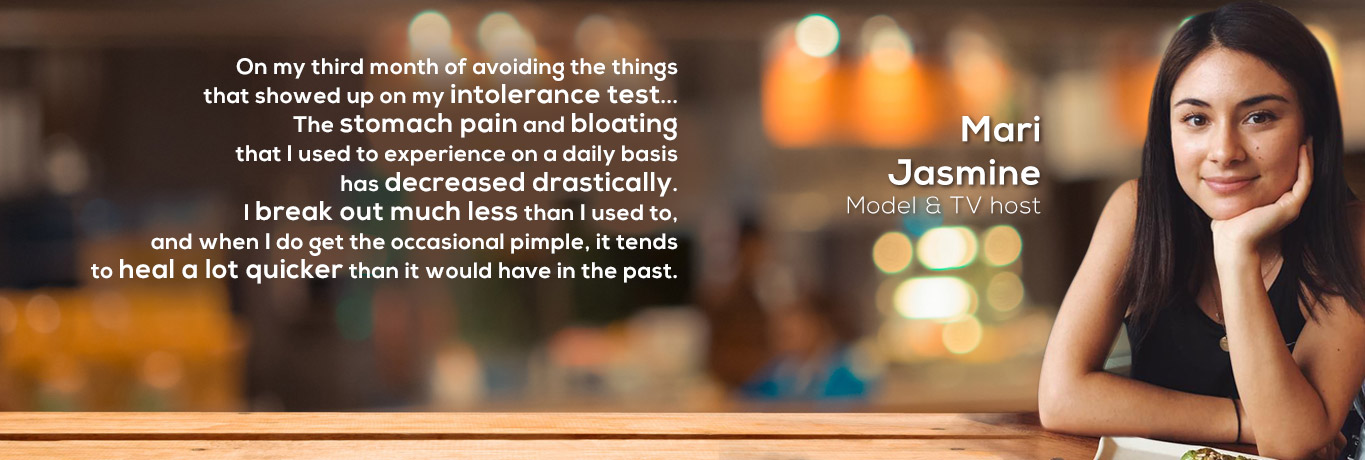 On my third month of avoiding the things
that showed up on my intolerance test...
The stomach pain and bloating
that I used to experience on a daily basis
has decreased drastically.
I break out much less than I used to,
and when I do get the occasional pimple, it tends
to heal a lot quicker than it would have in the past.
Mari
Jasmine
Model & TV host